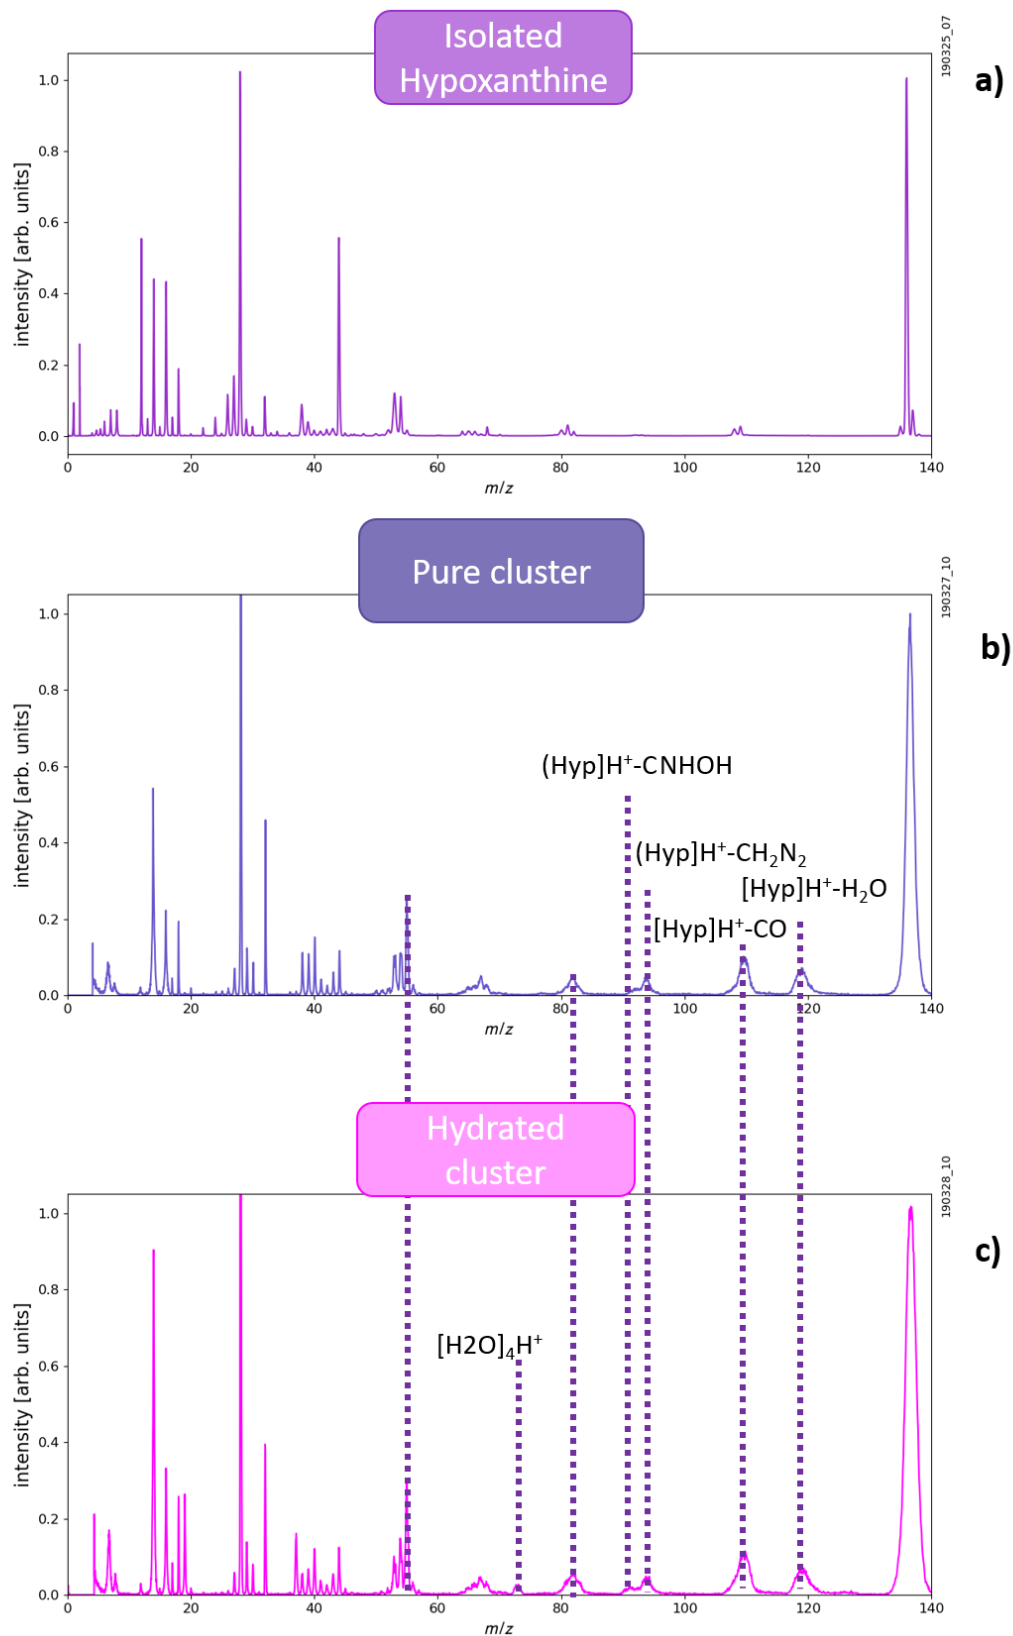 Isolated
Hypoxanthine
190325_07
a)
intensity [arb. units]
1.0
0.8
0.6
0.4
0.2
0.0
0 20 40 60 80 100 120 140
m/z
Pure cluster
190327_10
b)
intensity [arb. units]
1.0
0.8
0.6
0.4
0.2
0.0
(Hyp]H⁺-CNHOH
(Hyp]H⁺-CH₂N₂
[Hyp]H⁺-H₂O
[Hyp]H⁺-CO
0 20 40 60 80 100 120 140
m/z
Hydrated
cluster
190328_10
c)
intensity [arb. units]
1.0
0.8
0.6
0.4
0.2
0.0
[H2O]₄H⁺
0 20 40 60 80 100 120 140
m/z